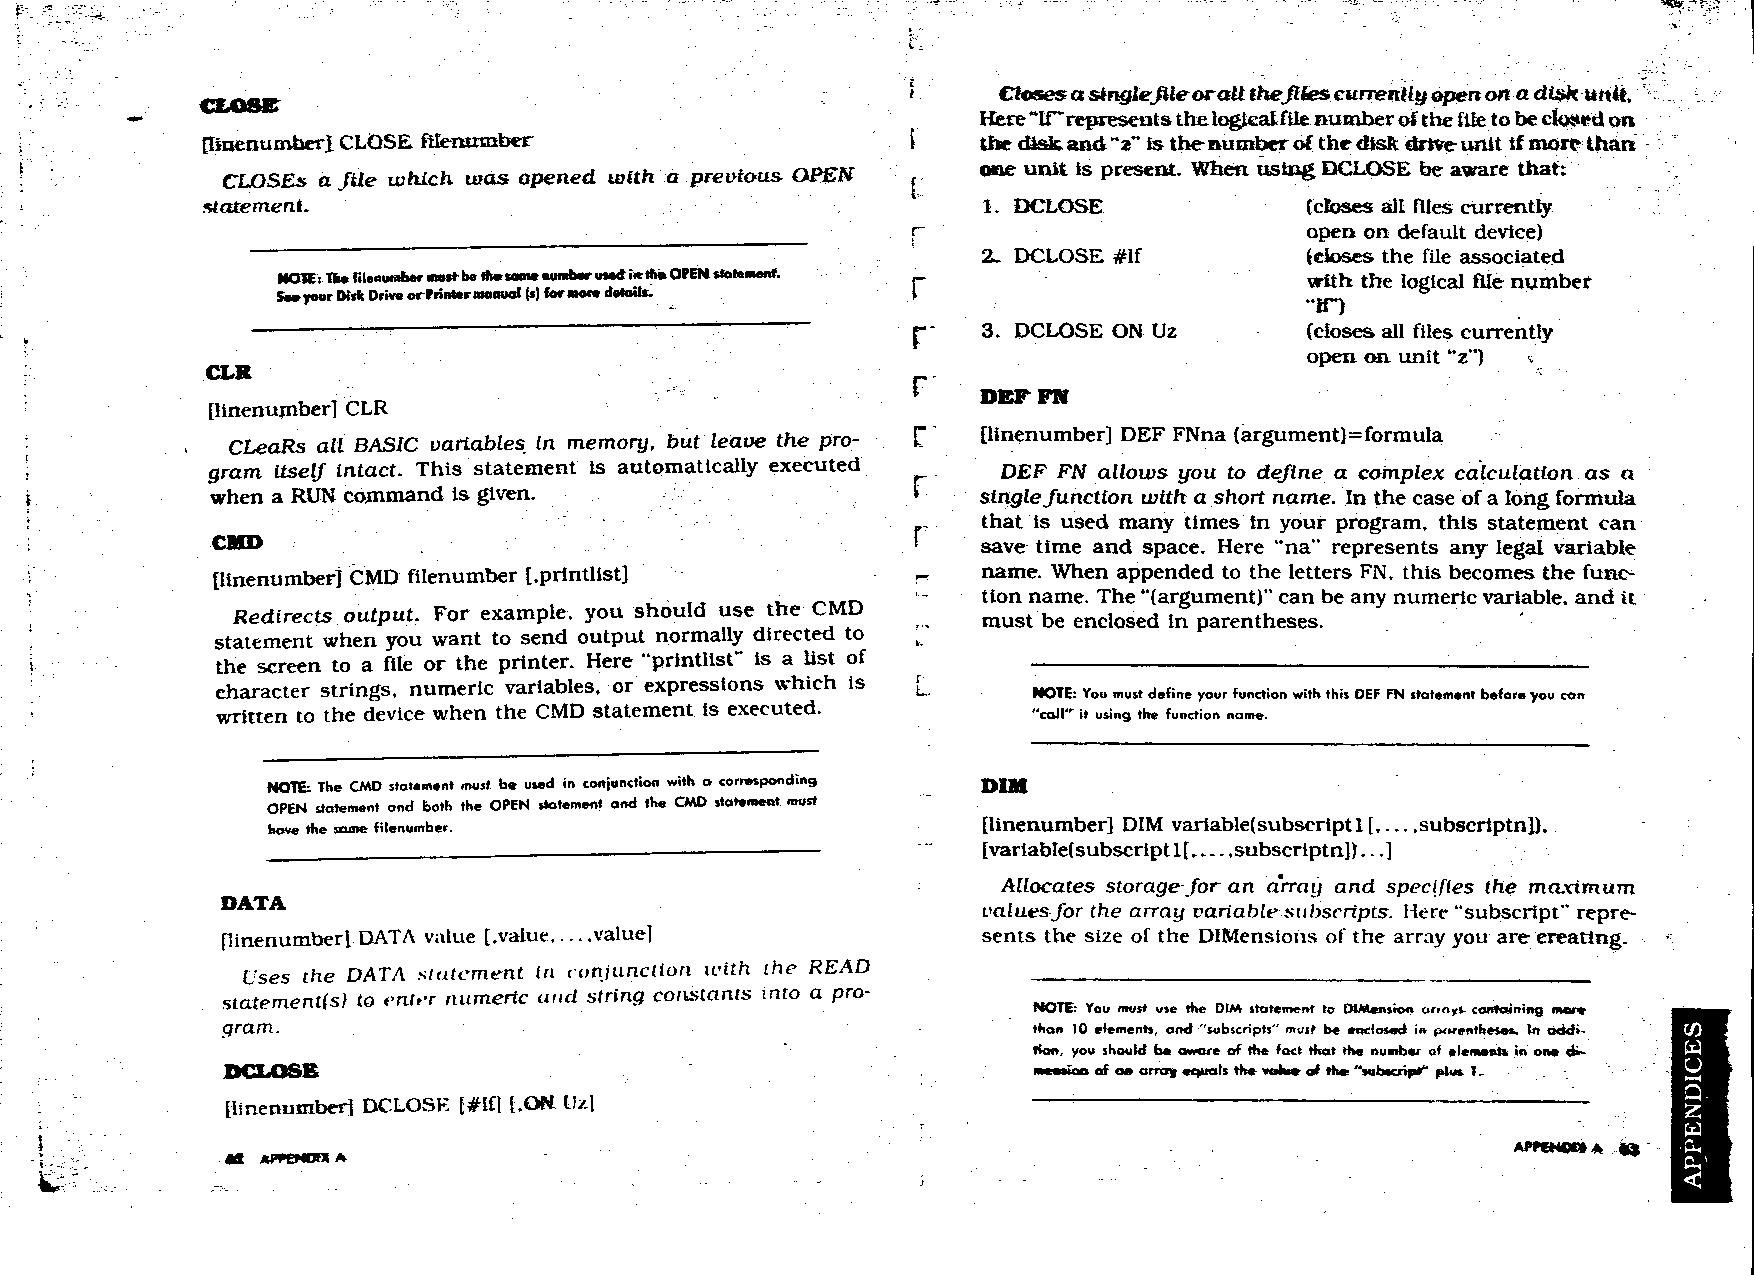 CLOSE
[linenumber] CLOSE filenumber
CLOSEs a file which was opened with a previous OPEN
statement.
NOTE: The filenumber must be the same number used in the OPEN statement.
See your Disk Drive or Printer manual (s) for more details.
CLR
[linenumber] CLR
CLeaRs all BASIC variables in memory, but leave the pro-
gram itself intact. This statement is automatically executed
when a RUN command is given.
CMD
[linenumber] CMD filenumber [,printlist]
Redirects output. For example, you should use the CMD
statement when you want to send output normally directed to
the screen to a file or the printer. Here "printlist" is a list of
character strings, numeric variables, or expressions which is
written to the device when the CMD statement is executed.
NOTE: The CMD statement must be used in conjunction with a corresponding
OPEN statement and both the OPEN statement and the CMD statement must
have the same filenumber.
DATA
[linenumber] DATA value [,value,....,value]
Uses the DATA statement in conjunction with the READ
statement(s) to enter numeric and string constants into a pro-
gram.
DCLOSE
[linenumber] DCLOSE [#lf] [,ON Uz]
62 APPENDIX A
Closes a single file or all the files currently open on a disk unit.
Here "lf" represents the logical file number of the file to be closed on
the disk and "z" is the number of the disk drive unit if more than
one unit is present. When using DCLOSE be aware that:
1. DCLOSE (closes all files currently
open on default device)
2. DCLOSE #lf (closes the file associated
with the logical file number
"lf")
3. DCLOSE ON Uz (closes all files currently
open on unit "z")
DEF FN
[linenumber] DEF FNna (argument)=formula
DEF FN allows you to define a complex calculation as a
single function with a short name. In the case of a long formula
that is used many times in your program, this statement can
save time and space. Here "na" represents any legal variable
name. When appended to the letters FN, this becomes the func-
tion name. The "(argument)" can be any numeric variable, and it
must be enclosed in parentheses.
NOTE: You must define your function with this DEF FN statement before you can
"call" it using the function name.
DIM
[linenumber] DIM variable(subscript1[,....,subscriptn]),
[variable(subscript1[,....,subscriptn])...]
Allocates storage for an array and specifies the maximum
values for the array variable subscripts. Here "subscript" repre-
sents the size of the DIMensions of the array you are creating.
NOTE: You must use the DIM statement to DIMension arrays containing more
than 10 elements, and "subscripts" must be enclosed in parentheses. In addi-
tion, you should be aware of the fact that the number of elements in one di-
mension of an array equals the value of the "subscript" plus 1.
APPENDIX A 63
APPENDICES